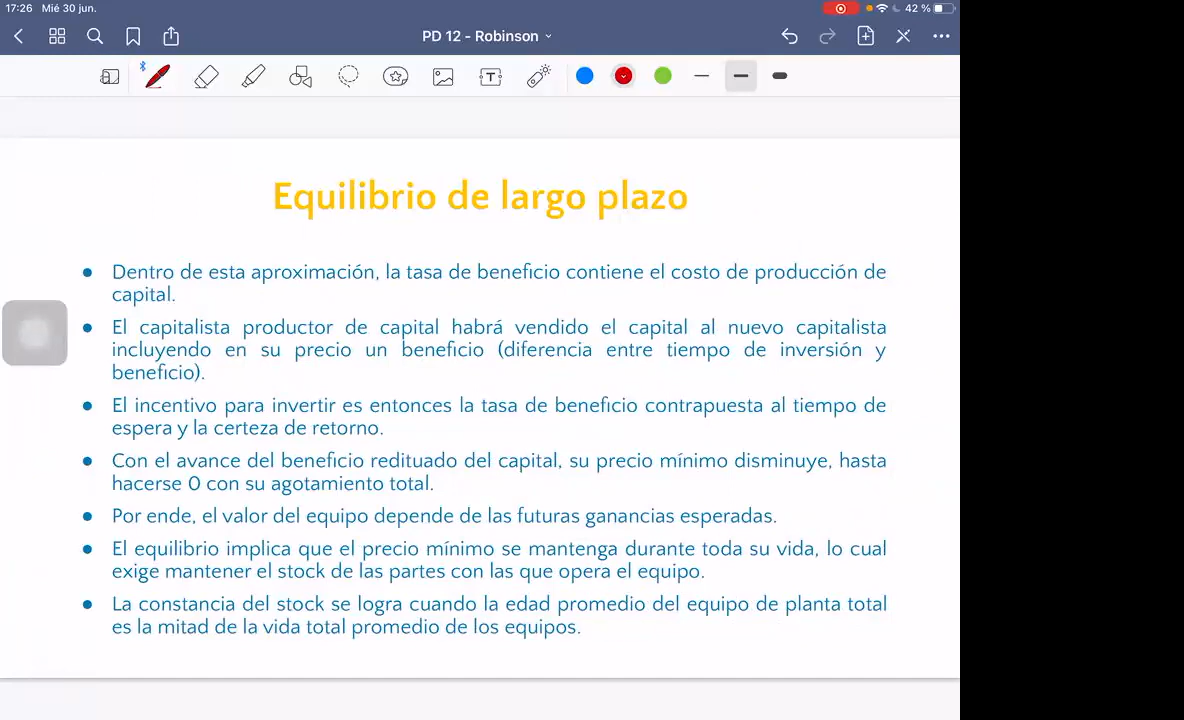 17:26 Mié 30 jun.
42 %
PD 12 - Robinson
T
Equilibrio de largo plazo
● Dentro de esta aproximación, la tasa de beneficio contiene el costo de producción de
capital.
● El capitalista productor de capital habrá vendido el capital al nuevo capitalista
incluyendo en su precio un beneficio (diferencia entre tiempo de inversión y
beneficio).
● El incentivo para invertir es entonces la tasa de beneficio contrapuesta al tiempo de
espera y la certeza de retorno.
● Con el avance del beneficio redituado del capital, su precio mínimo disminuye, hasta
hacerse 0 con su agotamiento total.
● Por ende, el valor del equipo depende de las futuras ganancias esperadas.
● El equilibrio implica que el precio mínimo se mantenga durante toda su vida, lo cual
exige mantener el stock de las partes con las que opera el equipo.
● La constancia del stock se logra cuando la edad promedio del equipo de planta total
es la mitad de la vida total promedio de los equipos.